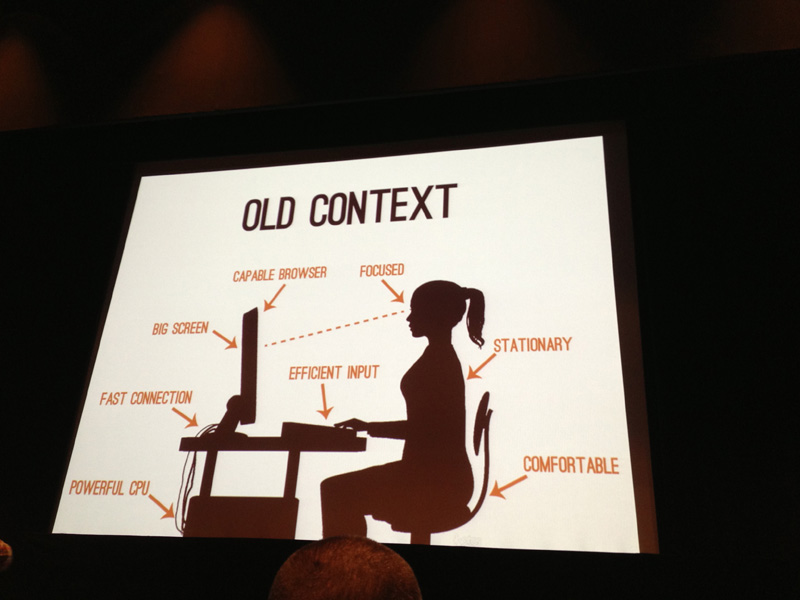 OLD CONTEXT
CAPABLE BROWSER
FOCUSED
BIG SCREEN
STATIONARY
EFFICIENT INPUT
FAST CONNECTION
COMFORTABLE
POWERFUL CPU